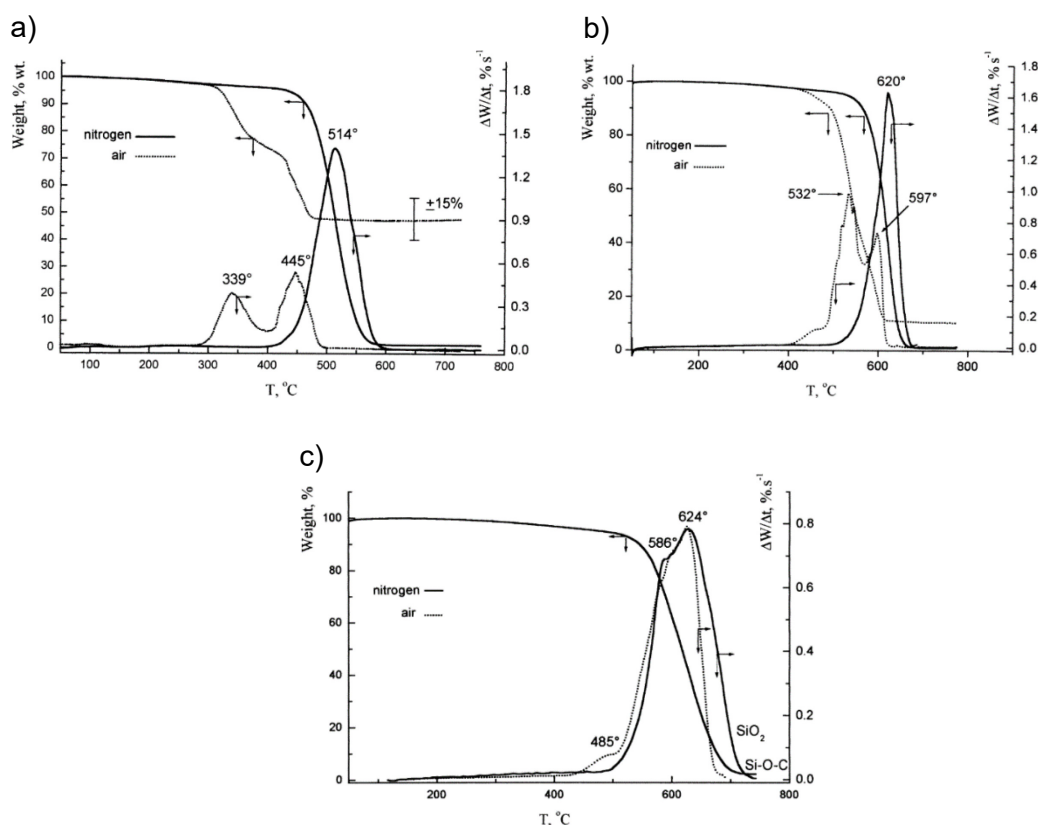 a)
Weight, % wt.
100
90
80
70
60
50
40
30
20
10
0
nitrogen
air
339°
445°
514°
+15%
1.8
1.5
1.2
0.9
0.6
0.3
0.0
ΔW/Δt, % s-1
100 200 300 400 500 600 700 800
T, °C
b)
Weight, % wt.
100
80
60
40
20
0
nitrogen
air
532°
620°
597°
1.8
1.6
1.4
1.2
1.0
0.8
0.6
0.4
0.2
0.0
ΔW/Δt, % s-1
200 400 600 800
T, °C
c)
Weight, %
100
80
60
40
20
0
nitrogen
air
485°
586°
624°
SiO2
Si-O-C
0.8
0.6
0.4
0.2
0.0
ΔW/Δt, %.s-1
200 300 400 500 600 700 800
T, °C